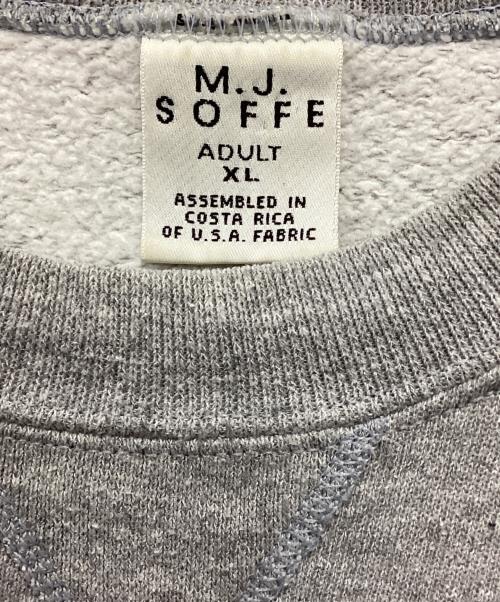 M.J.
SOFFE
ADULT
XL
ASSEMBLED IN
COSTA RICA
OF U.S.A. FABRIC